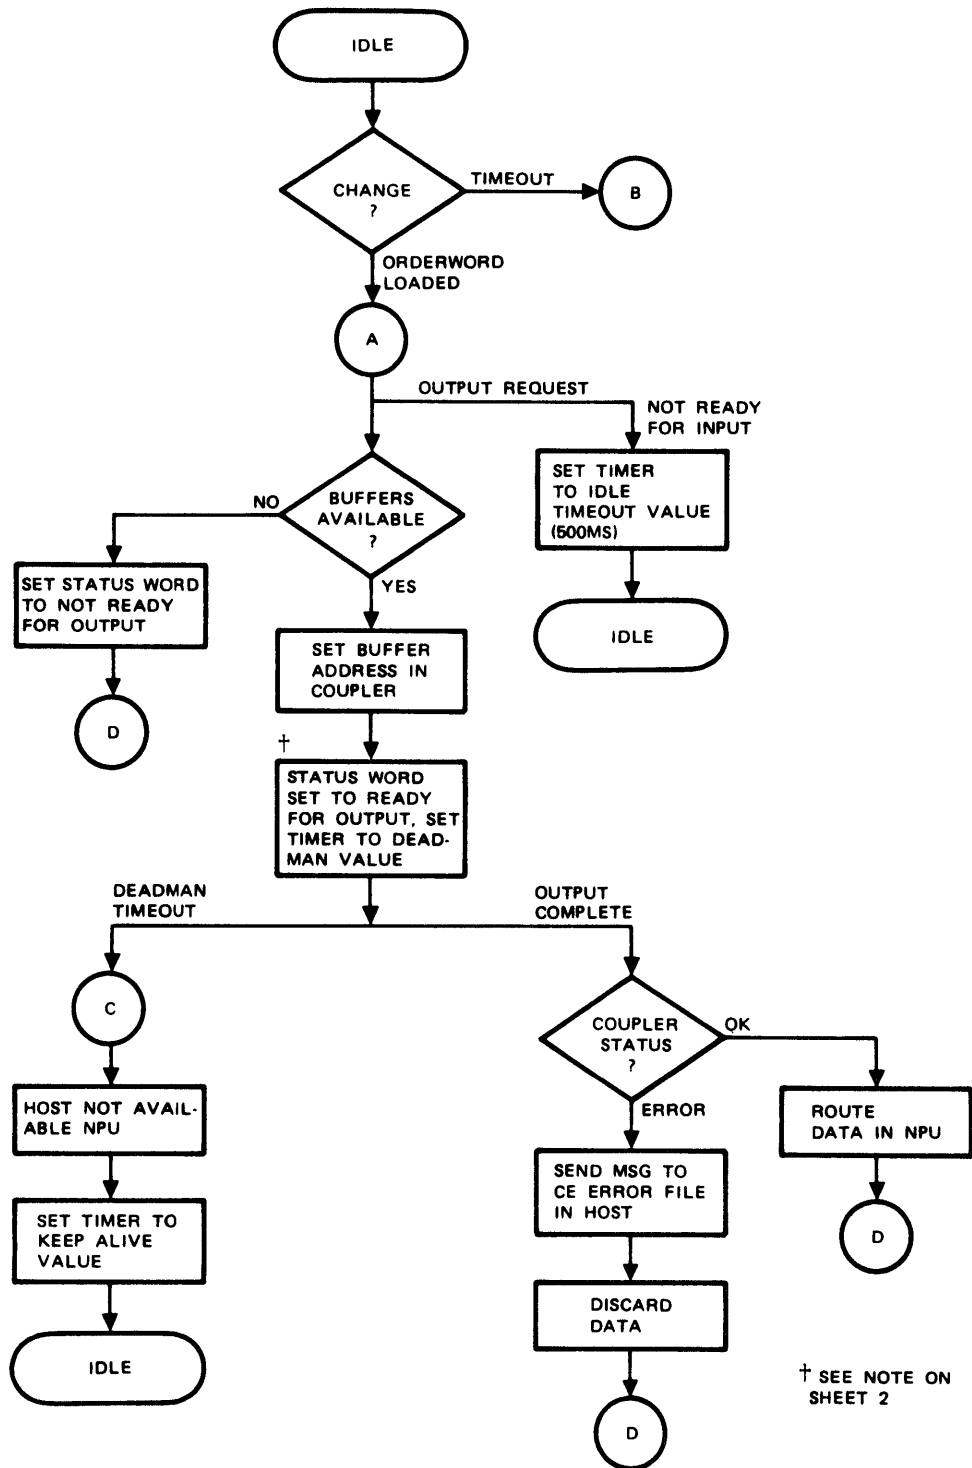 IDLE
CHANGE
?
TIMEOUT
B
ORDERWORD
LOADED
A
OUTPUT REQUEST
NOT READY
FOR INPUT
SET TIMER
TO IDLE
TIMEOUT VALUE
(500MS)
IDLE
BUFFERS
AVAILABLE
?
NO
SET STATUS WORD
TO NOT READY
FOR OUTPUT
D
YES
SET BUFFER
ADDRESS IN
COUPLER
†
STATUS WORD
SET TO READY
FOR OUTPUT, SET
TIMER TO DEAD-
MAN VALUE
DEADMAN
TIMEOUT
C
HOST NOT AVAIL-
ABLE NPU
SET TIMER TO
KEEP ALIVE
VALUE
IDLE
OUTPUT
COMPLETE
COUPLER
STATUS
?
OK
ROUTE
DATA IN NPU
D
ERROR
SEND MSG TO
CE ERROR FILE
IN HOST
DISCARD
DATA
D
† SEE NOTE ON
SHEET 2